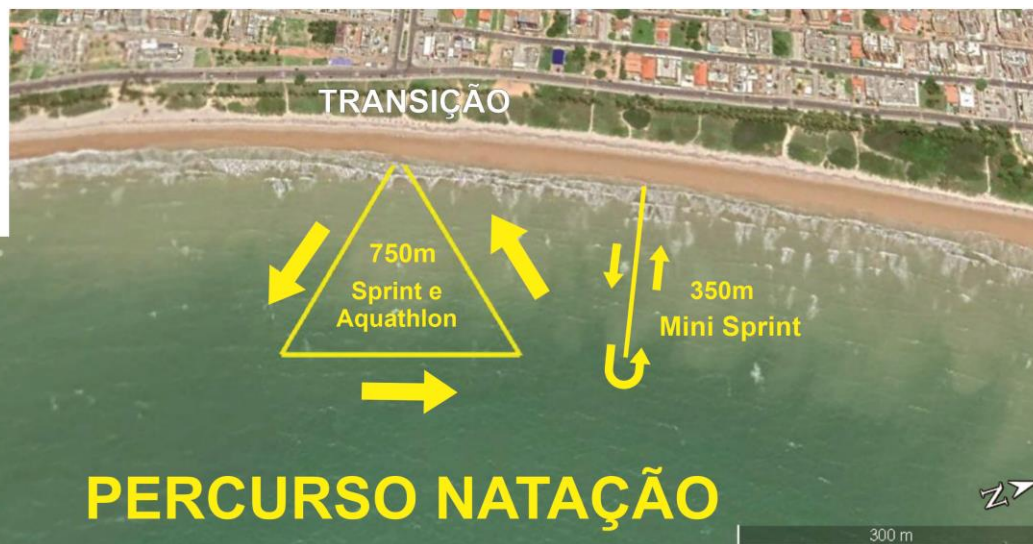 TRANSIÇÃO
750m
Sprint e
Aquathlon
350m
Mini Sprint
PERCURSO NATAÇÃO
N
300 m